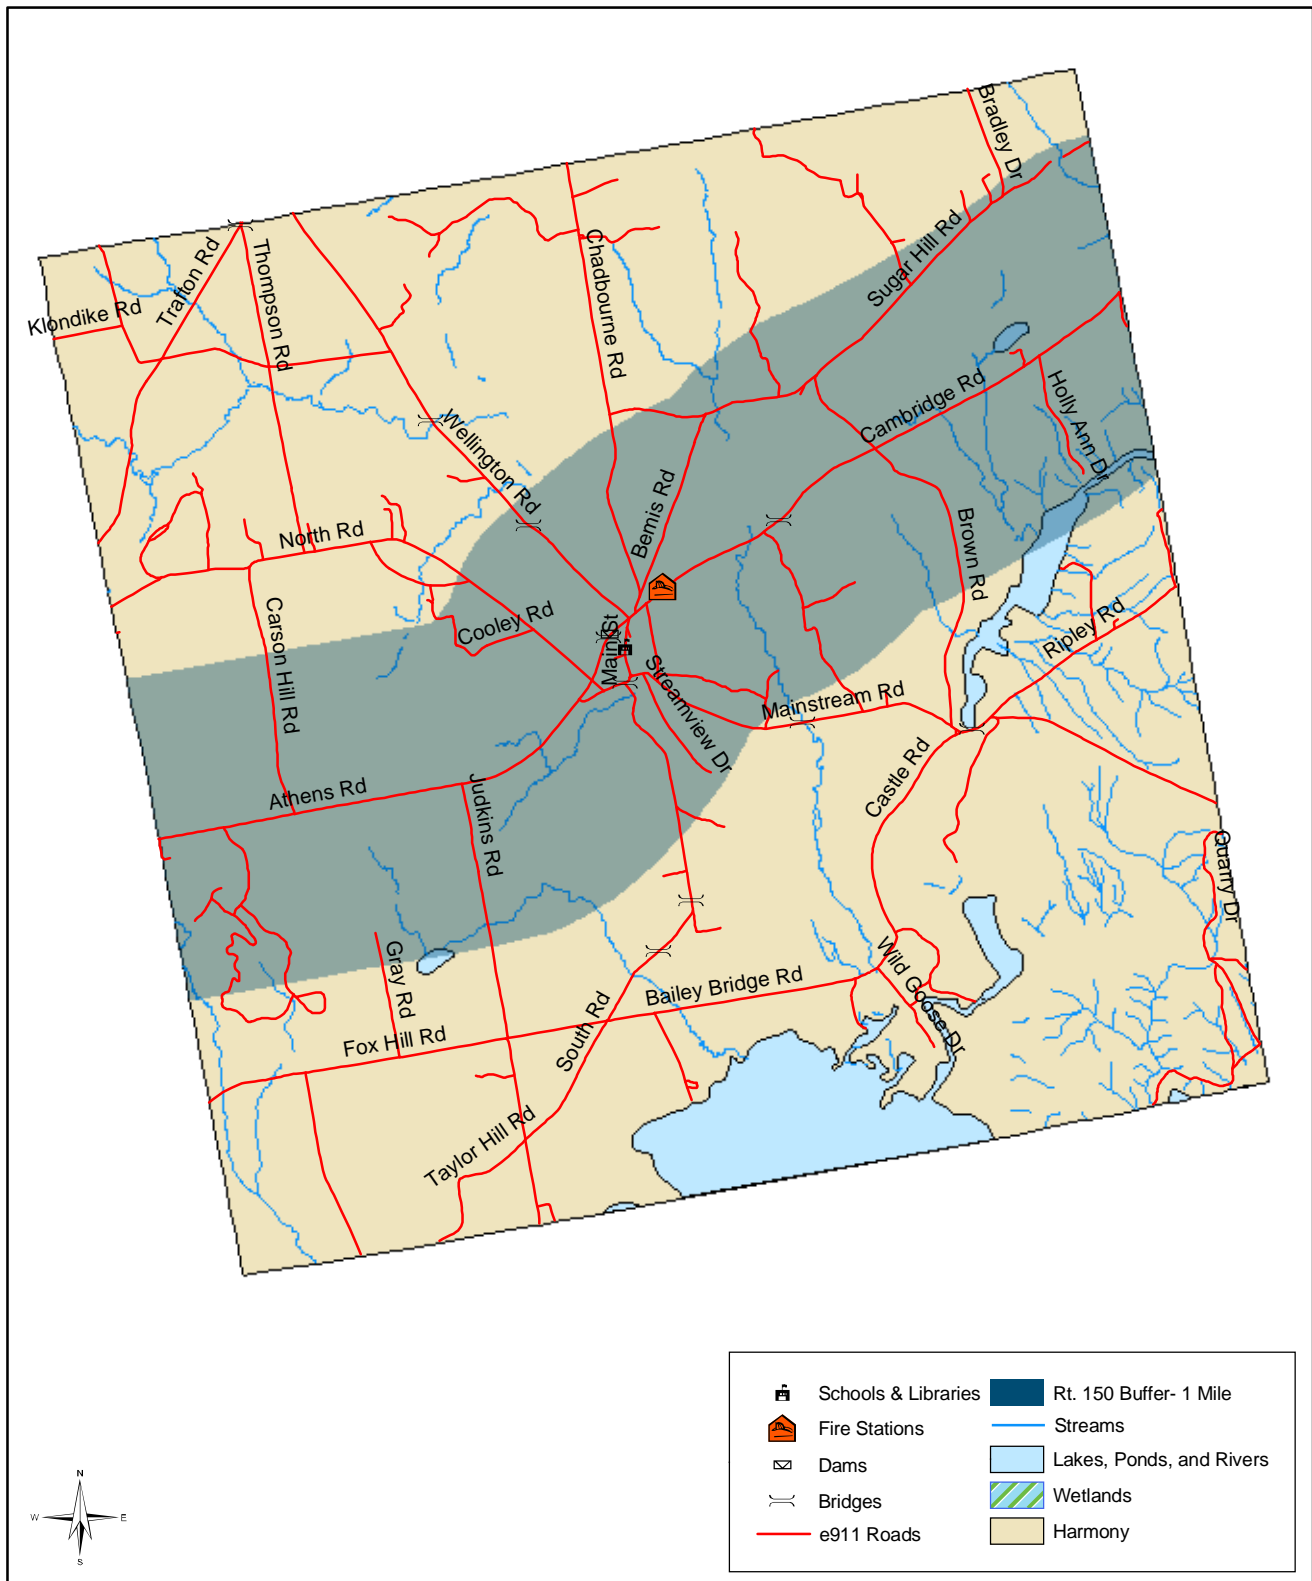 Bradley Dr
Sugar Hill Rd
Chadbourne Rd
Trafton Rd
Thompson Rd
Klondike Rd
Wellington Rd
Cambridge Rd
Holly Ann Dr
Bemis Rd
North Rd
Brown Rd
Carson Hill Rd
Cooley Rd
Main St
Streamview Dr
Ripley Rd
Mainstream Rd
Castle Rd
Athens Rd
Judkins Rd
Quarry Dr
Gray Rd
Wild Goose Dr
Bailey Bridge Rd
South Rd
Fox Hill Rd
Taylor Hill Rd
Schools & Libraries
Fire Stations
Dams
Bridges
e911 Roads
Rt. 150 Buffer- 1 Mile
Streams
Lakes, Ponds, and Rivers
Wetlands
Harmony
N
W
E
S